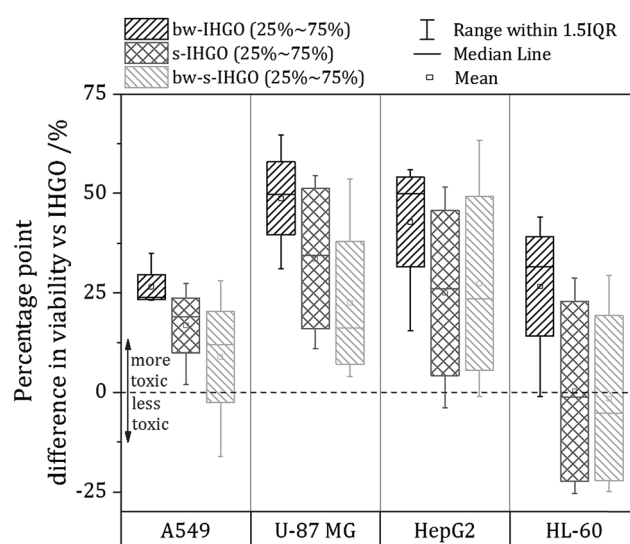 bw-IHGO (25%~75%)
s-IHGO (25%~75%)
bw-s-IHGO (25%~75%)
Range within 1.5IQR
Median Line
Mean
Percentage point
difference in viability vs IHGO /%
75
50
25
0
-25
more
toxic
less
toxic
A549
U-87 MG
HepG2
HL-60